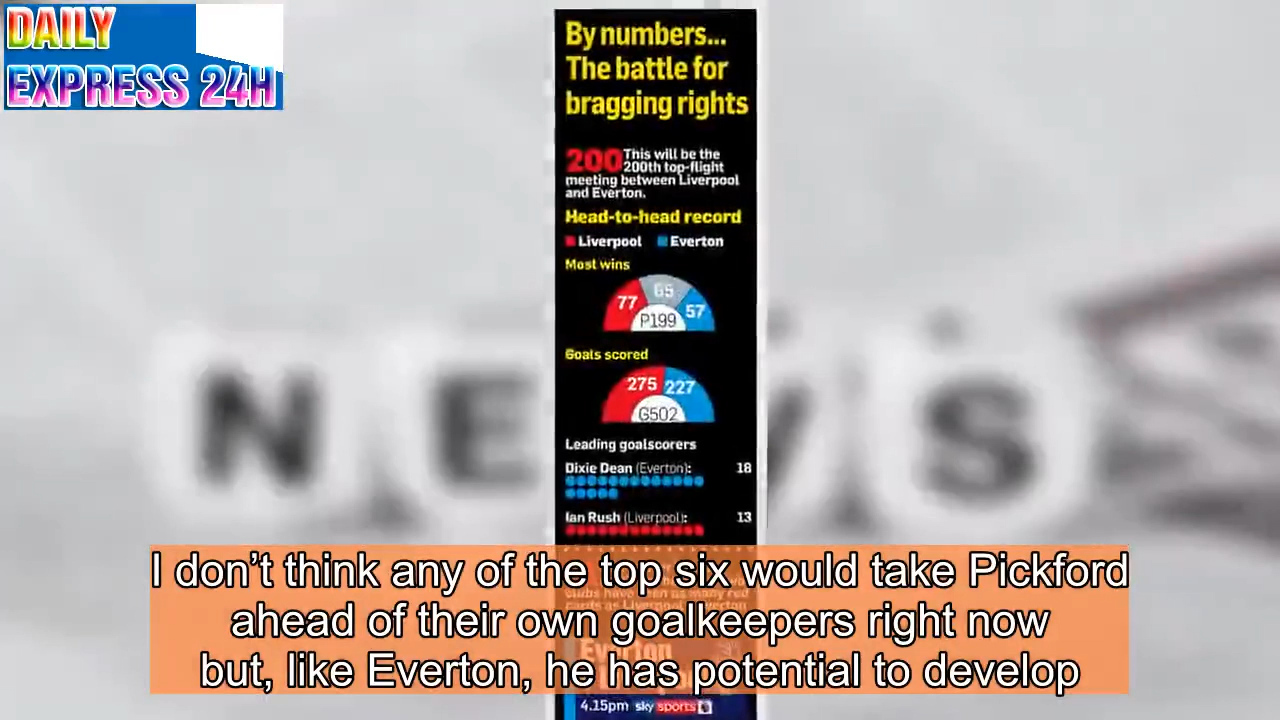 DAILY
EXPRESS 24H
By numbers...
The battle for
bragging rights
200 This will be the
200th top-flight
meeting between Liverpool
and Everton.
Head-to-head record
Liverpool Everton
Most wins
77 65 57
P199
Goals scored
275 227
G502
Leading goalscorers
Dixie Dean (Everton): 18
Ian Rush (Liverpool): 13
I don’t think any of the top six would take Pickford
ahead of their own goalkeepers right now
but, like Everton, he has potential to develop
Everton
4.15pm sky sports
N E W S